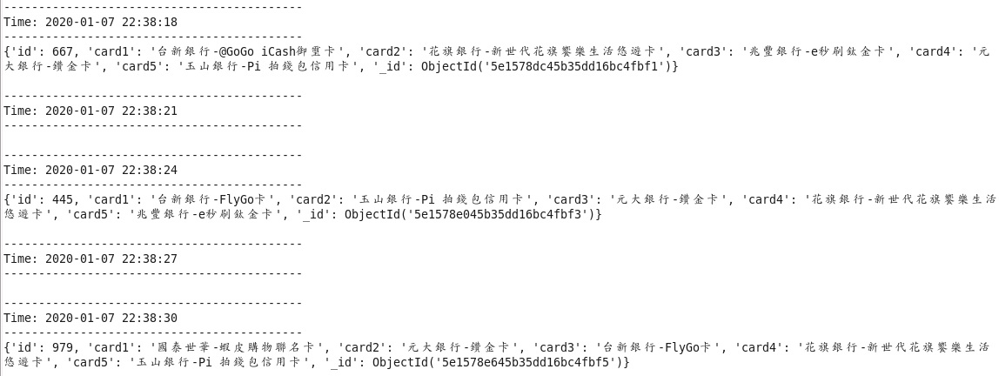 -------------------------------------------
Time: 2020-01-07 22:38:18
-------------------------------------------
{'id': 667, 'card1': '台新銀行-@GoGo iCash御璽卡', 'card2': '花旗銀行-新世代花旗饗樂生活悠遊卡', 'card3': '兆豐銀行-e秒刷鈦金卡', 'card4': '元
大銀行-鑽金卡', 'card5': '玉山銀行-Pi 拍錢包信用卡', '_id': ObjectId('5e1578dc45b35dd16bc4fbf1')}
-------------------------------------------
Time: 2020-01-07 22:38:21
-------------------------------------------
-------------------------------------------
Time: 2020-01-07 22:38:24
-------------------------------------------
{'id': 445, 'card1': '台新銀行-FlyGo卡', 'card2': '玉山銀行-Pi 拍錢包信用卡', 'card3': '元大銀行-鑽金卡', 'card4': '花旗銀行-新世代花旗饗樂生活
悠遊卡', 'card5': '兆豐銀行-e秒刷鈦金卡', '_id': ObjectId('5e1578e045b35dd16bc4fbf3')}
-------------------------------------------
Time: 2020-01-07 22:38:27
-------------------------------------------
-------------------------------------------
Time: 2020-01-07 22:38:30
-------------------------------------------
{'id': 979, 'card1': '國泰世華-蝦皮購物聯名卡', 'card2': '元大銀行-鑽金卡', 'card3': '台新銀行-FlyGo卡', 'card4': '花旗銀行-新世代花旗饗樂生活
悠遊卡', 'card5': '玉山銀行-Pi 拍錢包信用卡', '_id': ObjectId('5e1578e645b35dd16bc4fbf5')}